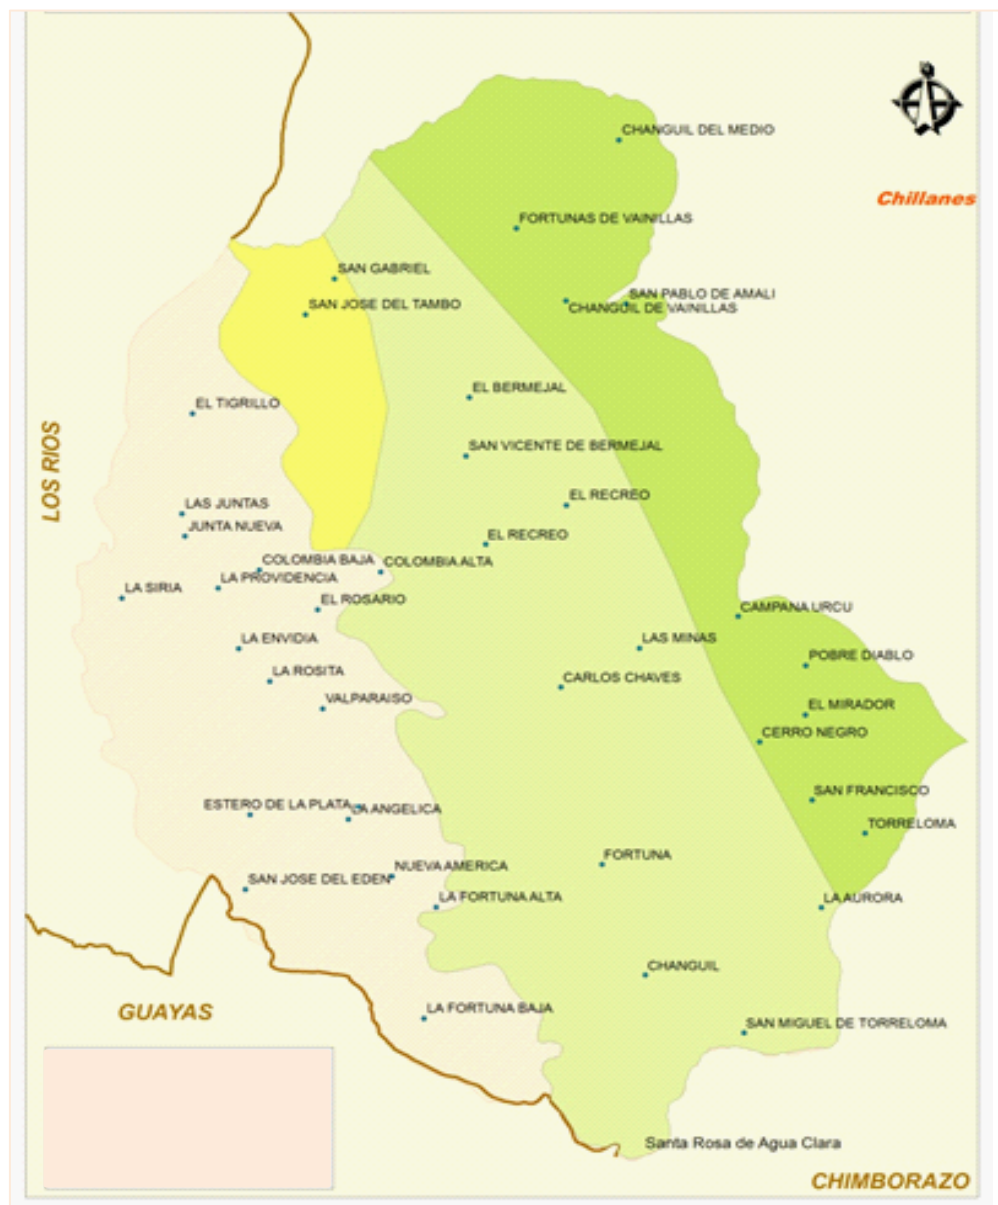 CHANGUIL DEL MEDIO
Chillanes
FORTUNAS DE VAINILLAS
SAN GABRIEL
SAN PABLO DE AMALI
SAN JOSE DEL TAMBO
CHANGUIL DE VAINILLAS
EL BERMEJAL
EL TIGRILLO
SAN VICENTE DE BERMEJAL
LOS RIOS
EL RECREO
LAS JUNTAS
JUNTA NUEVA
EL RECREO
COLOMBIA BAJA
COLOMBIA ALTA
LA PROVIDENCIA
LA SIRIA
EL ROSARIO
CAMPANA URCU
LA ENVIDIA
LAS MINAS
POBRE DIABLO
LA ROSITA
CARLOS CHAVES
VALPARAISO
EL MIRADOR
CERRO NEGRO
SAN FRANCISCO
ESTERO DE LA PLATA
LA ANGELICA
TORRELOMA
FORTUNA
NUEVA AMERICA
SAN JOSE DEL EDEN
LA FORTUNA ALTA
LA AURORA
CHANGUIL
GUAYAS
LA FORTUNA BAJA
SAN MIGUEL DE TORRELOMA
Santa Rosa de Agua Clara
CHIMBORAZO